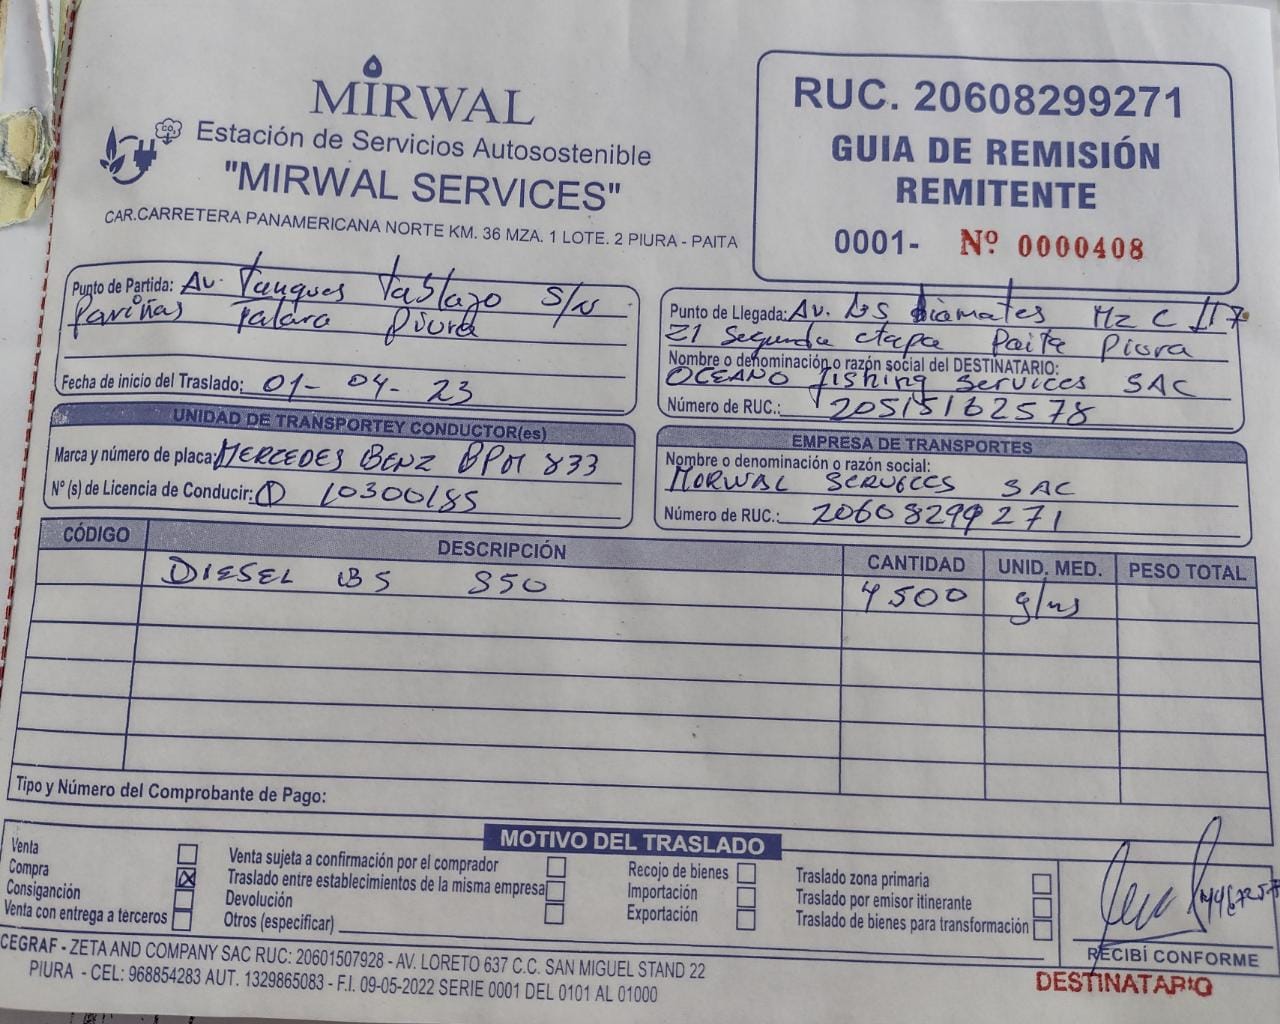 MIRWAL
Estación de Servicios Autosostenible
"MIRWAL SERVICES"
CAR.CARRETERA PANAMERICANA NORTE KM. 36 MZA. 1 LOTE. 2 PIURA - PAITA
CO2
RUC. 20608299271
GUIA DE REMISIÓN
REMITENTE
0001- Nº 0000408
Punto de Partida: Av. Tanques Tablazo S/N
Pariñas Talara Piura
Fecha de inicio del Traslado: 01- 04- 23
Punto de Llegada: Av. Los Diamates Mz C II 7
Z1 Segunda etapa Paita Piura
Nombre o denominación o razón social del DESTINATARIO:
OCEANO fishing Services SAC
Número de RUC.: 20515162578
UNIDAD DE TRANSPORTEY CONDUCTOR(es)
Marca y número de placa: MERCEDES BENZ BPM 833
Nº (s) de Licencia de Conducir: Q 10300185
EMPRESA DE TRANSPORTES
Nombre o denominación o razón social:
MORWAL SERVICES SAC
Número de RUC.: 20608299271
CÓDIGO DESCRIPCIÓN CANTIDAD UNID. MED. PESO TOTAL
DIESEL B5 S50 4500 g/ns
Tipo y Número del Comprobante de Pago:
MOTIVO DEL TRASLADO
Venta
Compra X
Consiganción
Venta con entrega a terceros
Venta sujeta a confirmación por el comprador
Traslado entre establecimientos de la misma empresa
Devolución
Otros (especificar)
Recojo de bienes
Importación
Exportación
Traslado zona primaria
Traslado por emisor itinerante
Traslado de bienes para transformación
RECIBÍ CONFORME
DESTINATARIO
CEGRAF - ZETA AND COMPANY SAC RUC: 20601507928 - AV. LORETO 637 C.C. SAN MIGUEL STAND 22
PIURA - CEL: 968854283 AUT. 1329865083 - F.I. 09-05-2022 SERIE 0001 DEL 0101 AL 01000